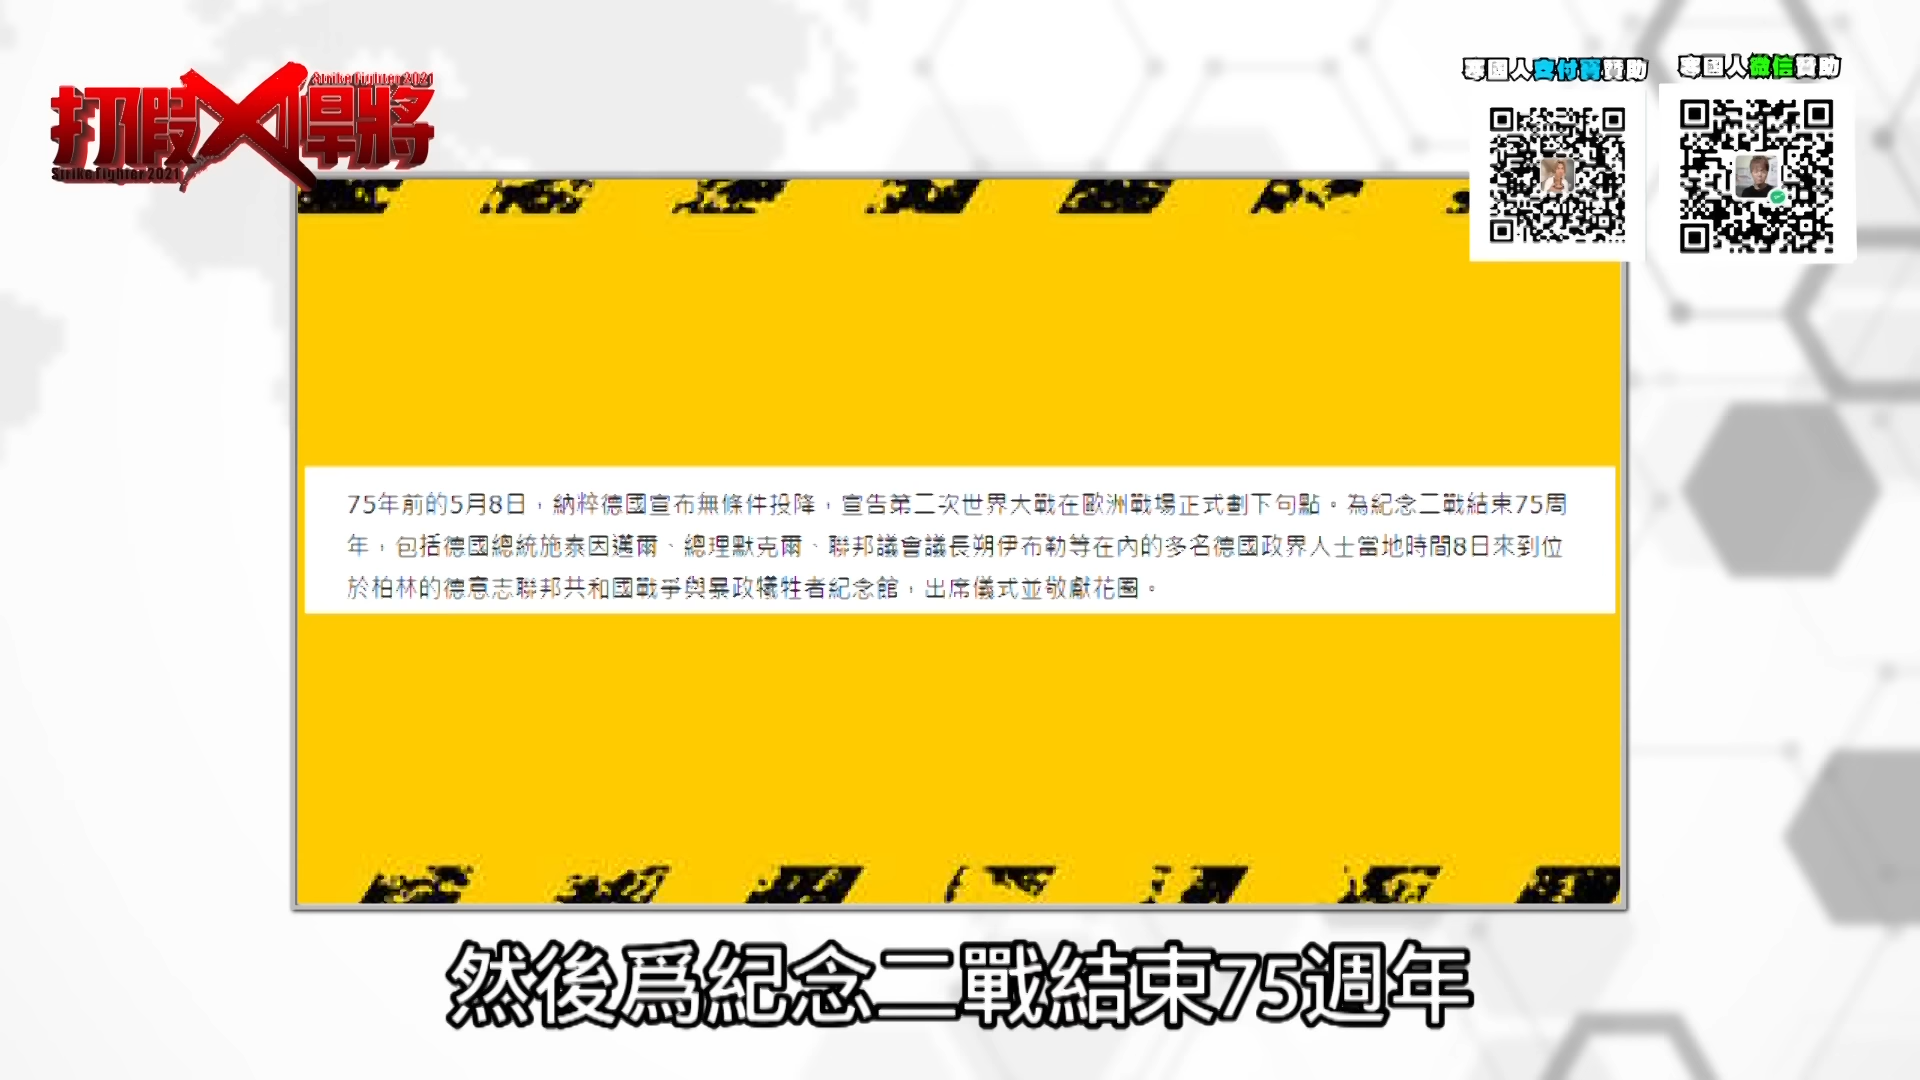 打假悍將
Strike Fighter 2021
Strike Fighter 2021
寒國人支付寶贊助
寒國人微信贊助
75年前的5月8日，納粹德國宣布無條件投降，宣告第二次世界大戰在歐洲戰場正式劃下句點。為紀念二戰結束75周
年，包括德國總統施泰因邁爾、總理默克爾、聯邦議會議長朔伊布勒等在內的多名德國政界人士當地時間8日來到位
於柏林的德意志聯邦共和國戰爭與暴政犧牲者紀念館，出席儀式並敬獻花圈。
然後爲紀念二戰結束75週年